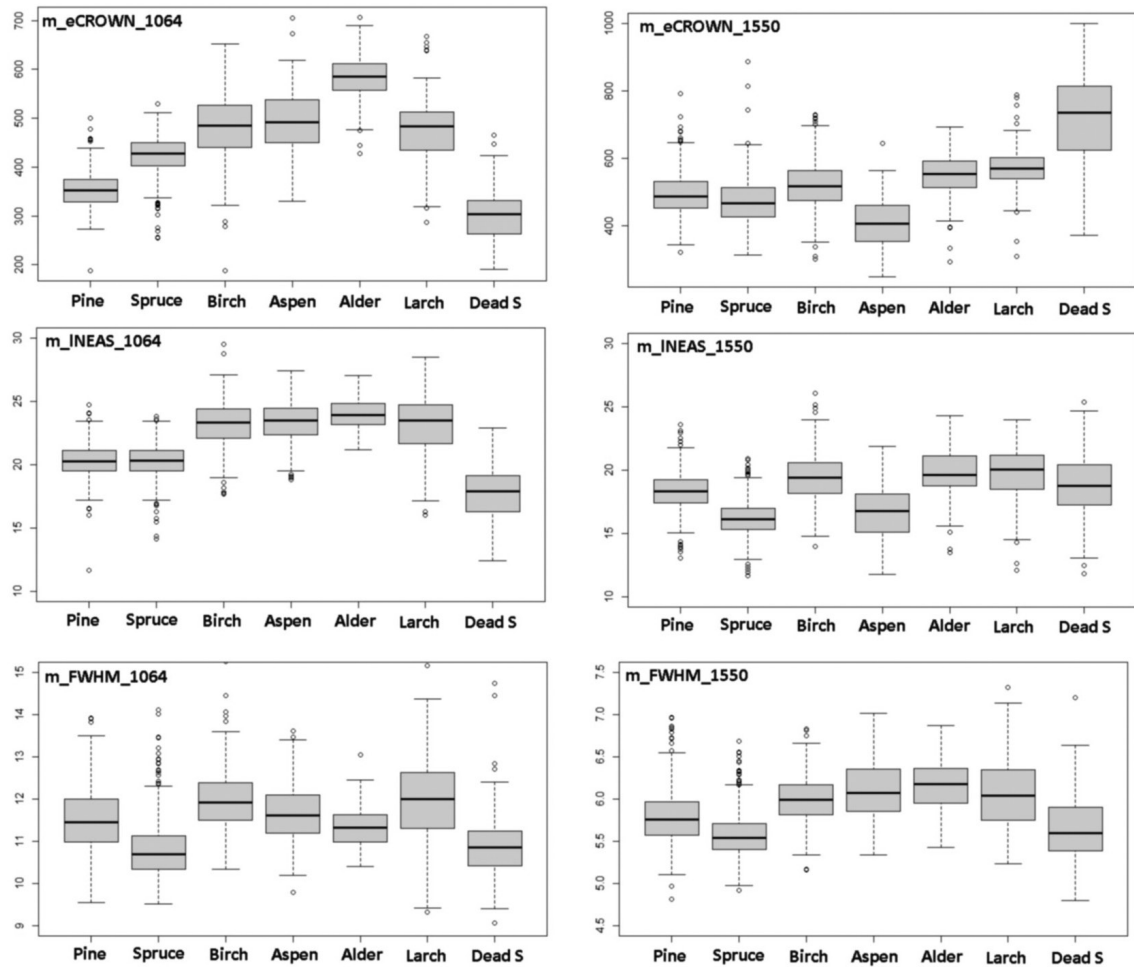 m_eCROWN_1064
700
600
500
400
300
200
Pine Spruce Birch Aspen Alder Larch Dead S
m_eCROWN_1550
1000
800
600
400
Pine Spruce Birch Aspen Alder Larch Dead S
m_lNEAS_1064
30
25
20
15
10
Pine Spruce Birch Aspen Alder Larch Dead S
m_lNEAS_1550
30
25
20
15
10
Pine Spruce Birch Aspen Alder Larch Dead S
m_FWHM_1064
15
14
13
12
11
10
9
Pine Spruce Birch Aspen Alder Larch Dead S
m_FWHM_1550
7.5
7.0
6.5
6.0
5.5
5.0
4.5
Pine Spruce Birch Aspen Alder Larch Dead S